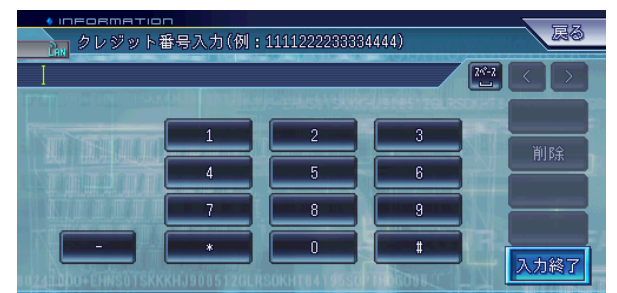 INFORMATION
LAN クレジット番号入力(例：1111222233334444) 戻る
スペース < >
1 2 3
4 5 6 削除
7 8 9
- * 0 # 入力終了